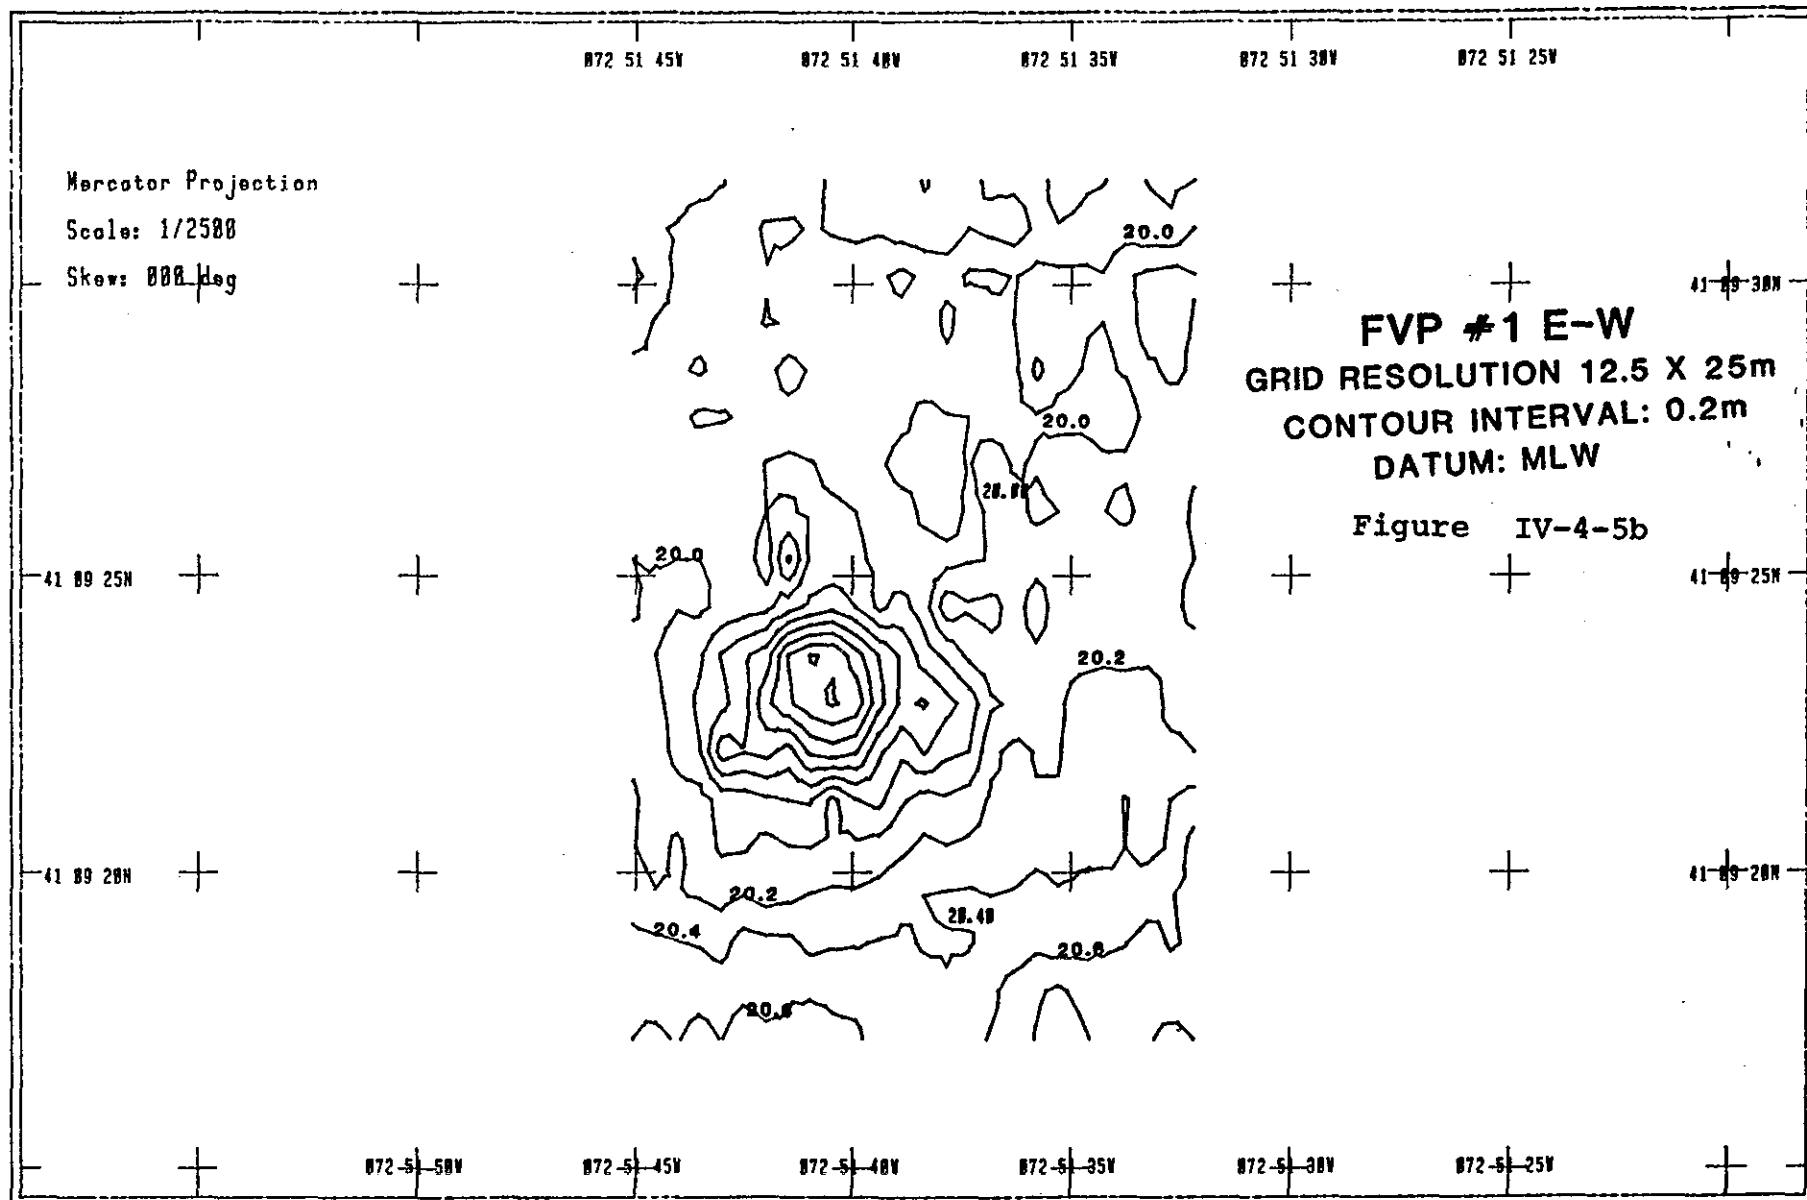 072 51 45W 072 51 40W 072 51 35W 072 51 30W 072 51 25W
Mercator Projection
Scale: 1/2500
Skew: 000 deg
20.0
41 09 30N
FVP #1 E-W
GRID RESOLUTION 12.5 X 25m
CONTOUR INTERVAL: 0.2m
DATUM: MLW
20.0
20.00
Figure IV-4-5b
20.0
41 09 25N
41 09 25N
20.2
41 09 20N
41 09 20N
20.2
20.40
20.4
20.6
072 51 50W 072 51 45W 072 51 40W 072 51 35W 072 51 30W 072 51 25W